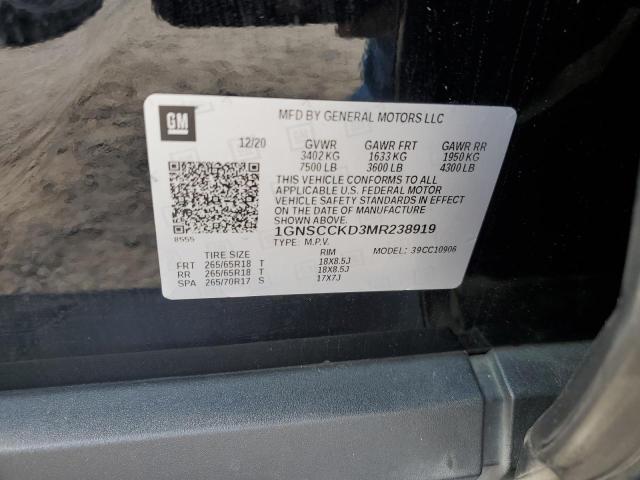 GM
MFD BY GENERAL MOTORS LLC
12/20 GVWR GAWR FRT GAWR RR
3402 KG 1633 KG 1950 KG
7500 LB 3600 LB 4300 LB
THIS VEHICLE CONFORMS TO ALL
APPLICABLE U.S. FEDERAL MOTOR
VEHICLE SAFETY STANDARDS IN EFFECT
ON THE DATE OF MANUFACTURE
SHOWN ABOVE.
8555 1GNSCCKD3MR238919
TYPE: M.P.V. MODEL: 39CC10906
TIRE SIZE RIM
FRT 265/65R18 T 18X8.5J
RR 265/65R18 T 18X8.5J
SPA 265/70R17 S 17X7J